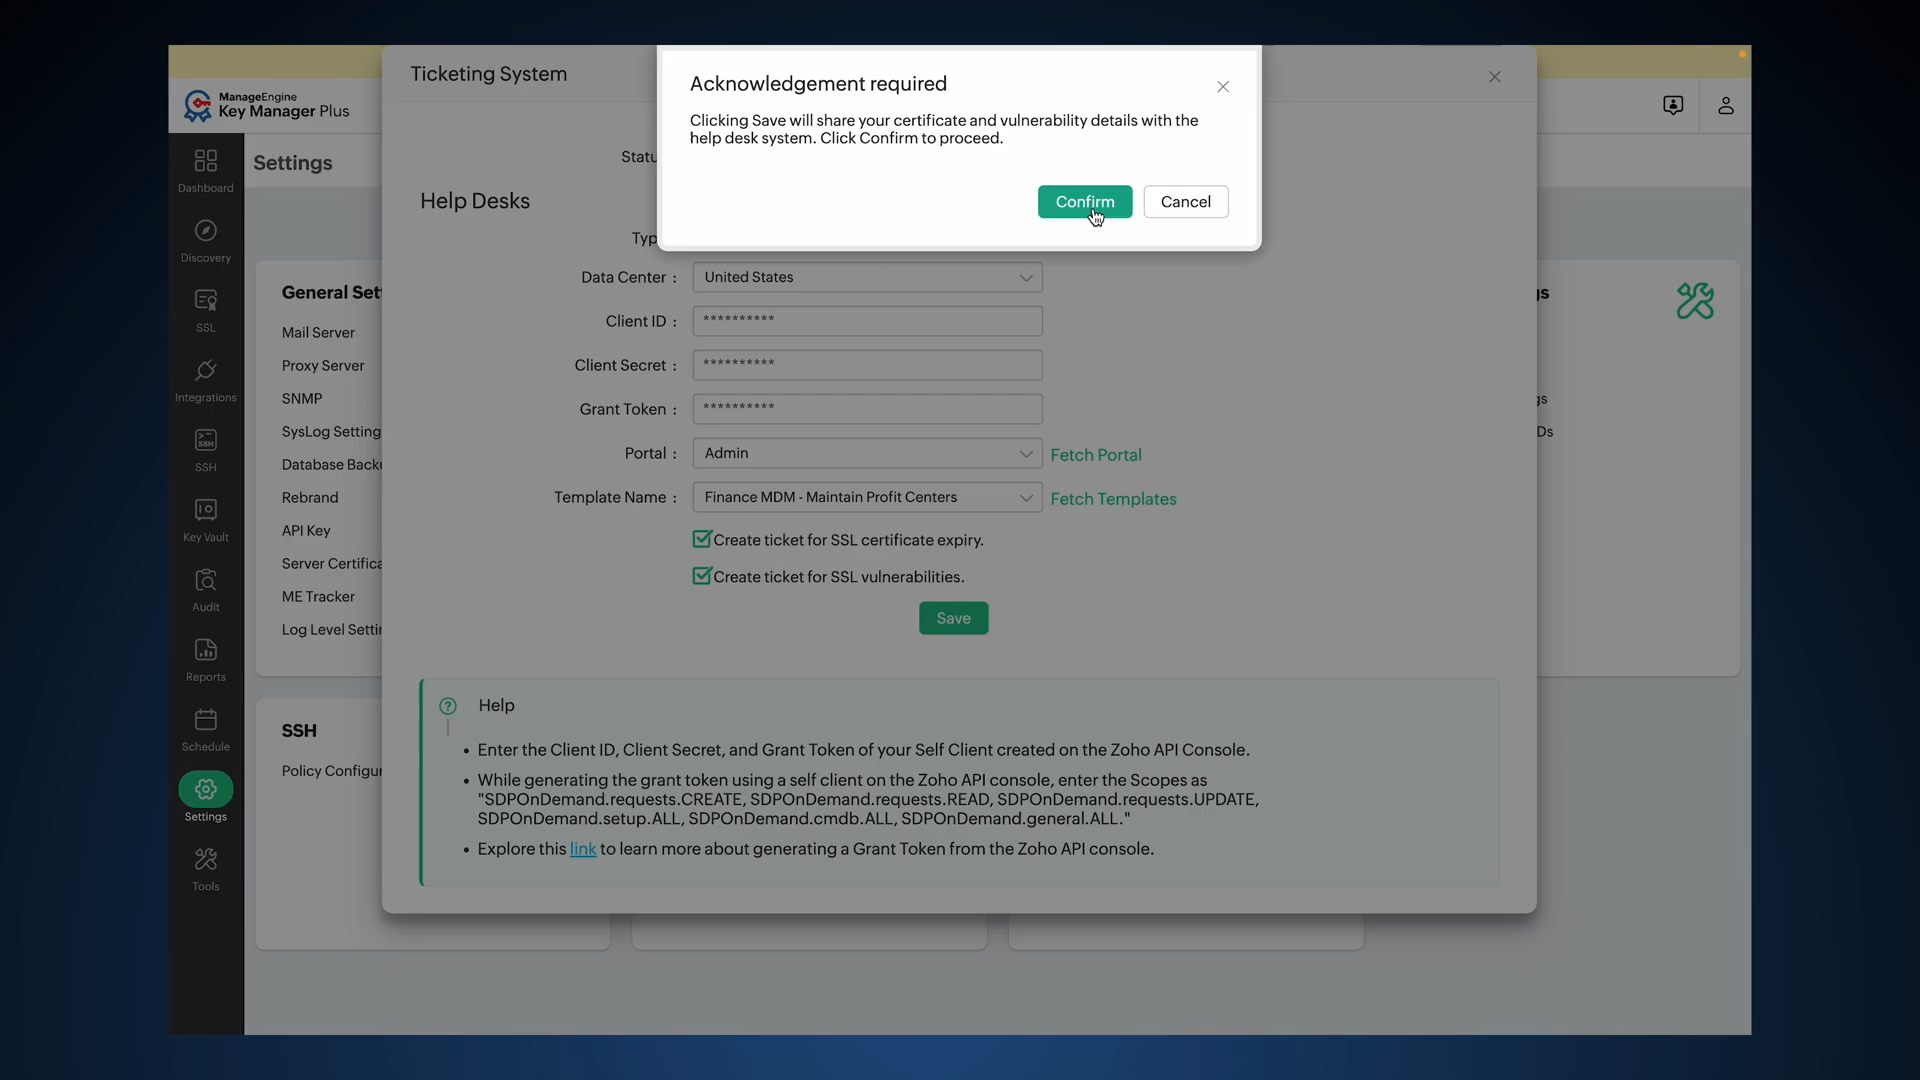 ManageEngine
Key Manager Plus
Dashboard
Discovery
SSL
Integrations
SSH
SSH
Key Vault
Audit
Reports
Schedule
Settings
Tools
Settings
General Set
Mail Server
Proxy Server
SNMP
SysLog Setting
Database Backu
Rebrand
API Key
Server Certifica
ME Tracker
Log Level Settin
SSH
Policy Configur
Ticketing System
Statu
Help Desks
Typ
Data Center : United States
Client ID : **********
Client Secret : **********
Grant Token : **********
Portal : Admin Fetch Portal
Template Name : Finance MDM - Maintain Profit Centers Fetch Templates
Create ticket for SSL certificate expiry.
Create ticket for SSL vulnerabilities.
Save
Help
• Enter the Client ID, Client Secret, and Grant Token of your Self Client created on the Zoho API Console.
• While generating the grant token using a self client on the Zoho API console, enter the Scopes as
"SDPOnDemand.requests.CREATE, SDPOnDemand.requests.READ, SDPOnDemand.requests.UPDATE,
SDPOnDemand.setup.ALL, SDPOnDemand.cmdb.ALL, SDPOnDemand.general.ALL."
• Explore this link to learn more about generating a Grant Token from the Zoho API console.
Acknowledgement required
Clicking Save will share your certificate and vulnerability details with the
help desk system. Click Confirm to proceed.
Confirm
Cancel
gs
gs
Ds